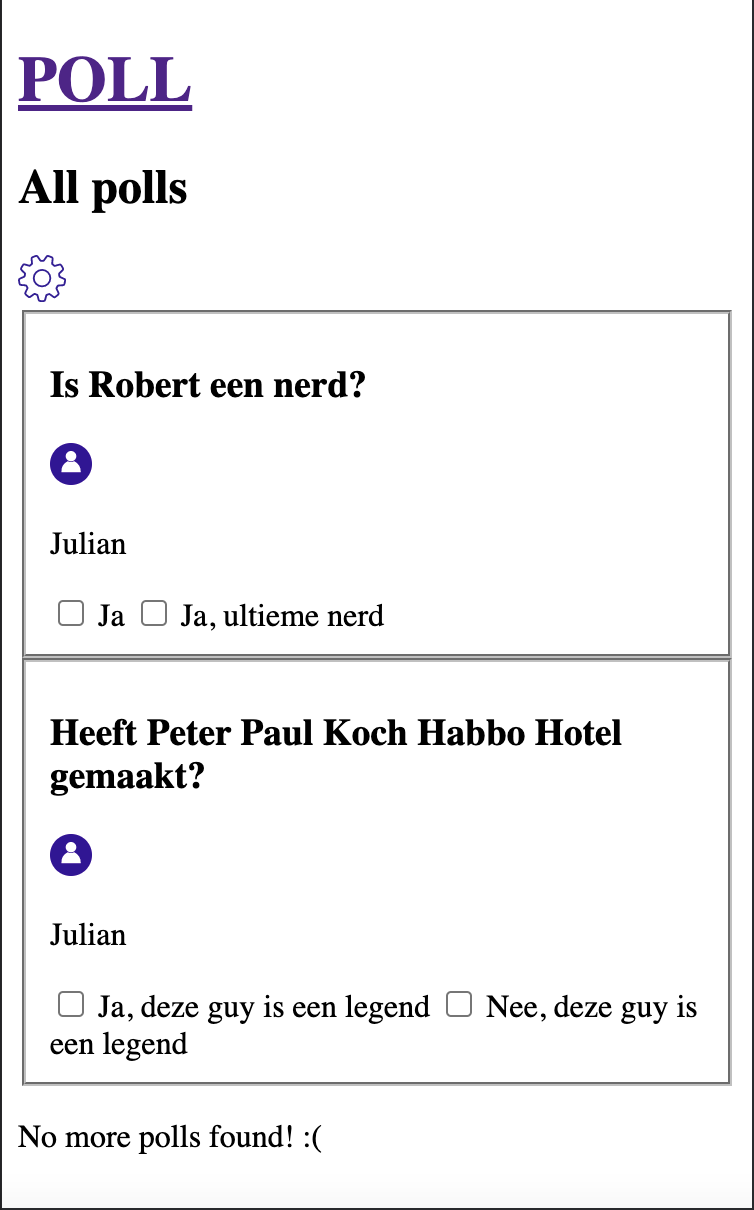 POLL
All polls
Is Robert een nerd?
Julian
Ja Ja, ultieme nerd
Heeft Peter Paul Koch Habbo Hotel
gemaakt?
Julian
Ja, deze guy is een legend Nee, deze guy is
een legend
No more polls found! :(